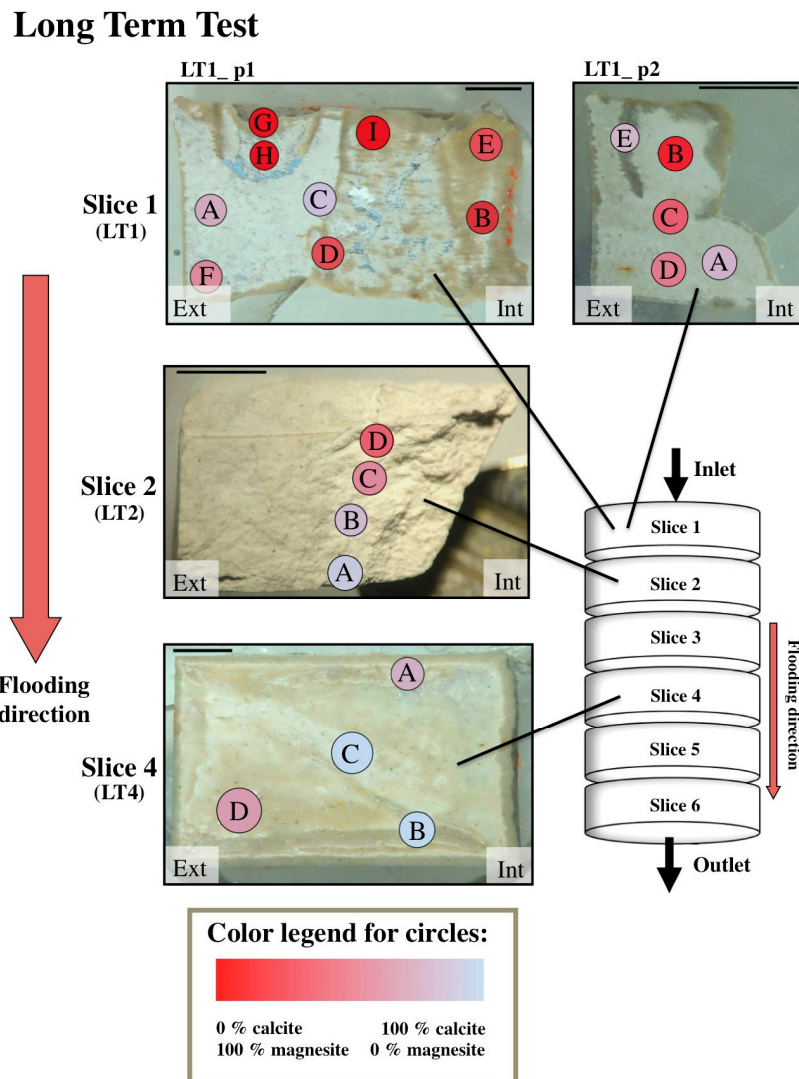 Long Term Test
LT1_ p1
LT1_ p2
G
H
I
E
A
C
B
D
F
Ext
Int
E
B
C
D
A
Ext
Int
Slice 1
(LT1)
D
C
B
A
Ext
Int
Slice 2
(LT2)
A
C
D
B
Ext
Int
Slice 4
(LT4)
Flooding
direction
Inlet
Slice 1
Slice 2
Slice 3
Slice 4
Slice 5
Slice 6
Flooding direction
Outlet
Color legend for circles:
0 % calcite
100 % magnesite
100 % calcite
0 % magnesite